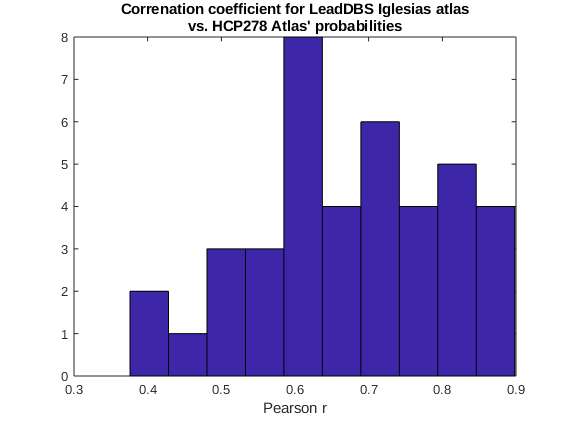 Correnation coefficient for LeadDBS Iglesias atlas
vs. HCP278 Atlas' probabilities
8
7
6
5
4
3
2
1
0
0.3 0.4 0.5 0.6 0.7 0.8 0.9
Pearson r